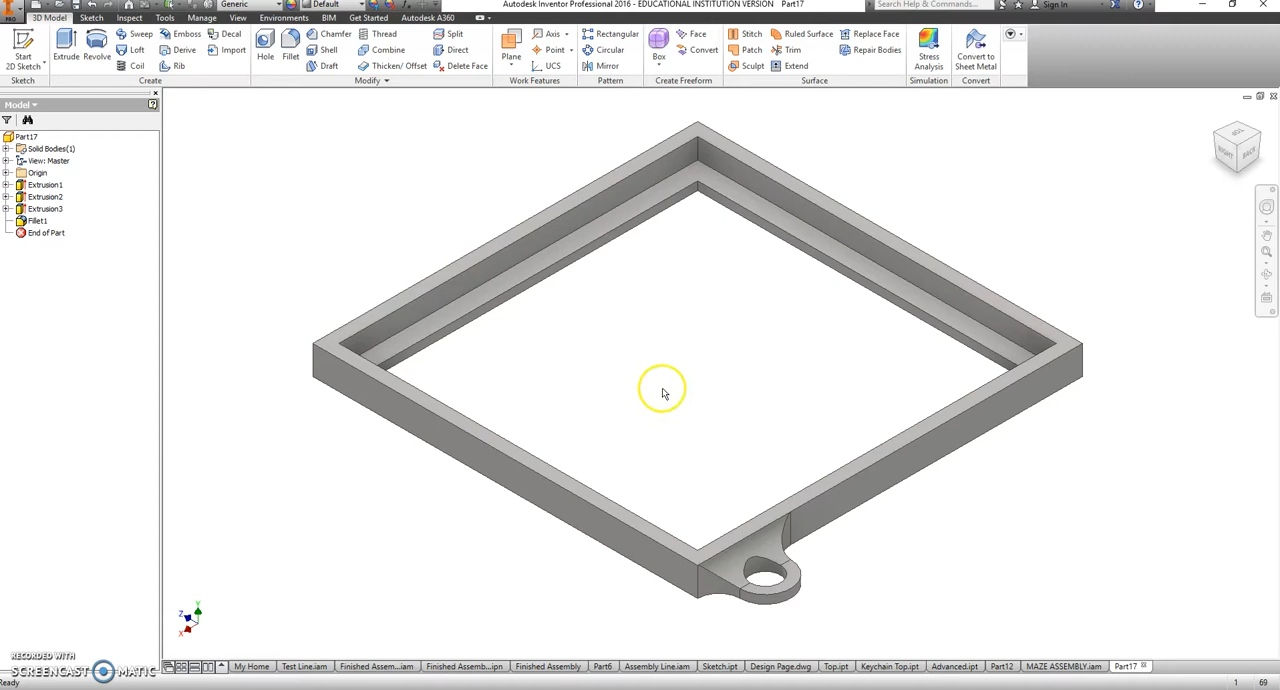 PRO
Generic
Default
Autodesk Inventor Professional 2016 - EDUCATIONAL INSTITUTION VERSION Part17
Search Help & Commands...
Sign In
3D Model Sketch Inspect Tools Manage View Environments BIM Get Started Autodesk A360
Start
2D Sketch
Extrude
Revolve
Sweep
Loft
Coil
Emboss
Derive
Rib
Decal
Import
Hole
Fillet
Chamfer
Shell
Draft
Thread
Combine
Thicken/ Offset
Split
Direct
Delete Face
Plane
Axis
Point
UCS
Rectangular
Circular
Mirror
Box
Face
Convert
Stitch
Patch
Sculpt
Ruled Surface
Trim
Extend
Replace Face
Repair Bodies
Stress
Analysis
Convert to
Sheet Metal
Sketch Create Modify Work Features Pattern Create Freeform Surface Simulation Convert
Model
Part17
Solid Bodies(1)
View: Master
Origin
Extrusion1
Extrusion2
Extrusion3
Fillet1
End of Part
TOP
RIGHT
BACK
Y
Z
X
RECORDED WITH
SCREENCAST MATIC
My Home Test Line.iam Finished Assem...iam Finished Assemb...ipn Finished Assembly Part6 Assembly Line.iam Sketch.ipt Design Page.dwg Top.ipt Keychain Top.ipt Advanced.ipt Part12 MAZE ASSEMBLY.iam Part17
Ready
1 69